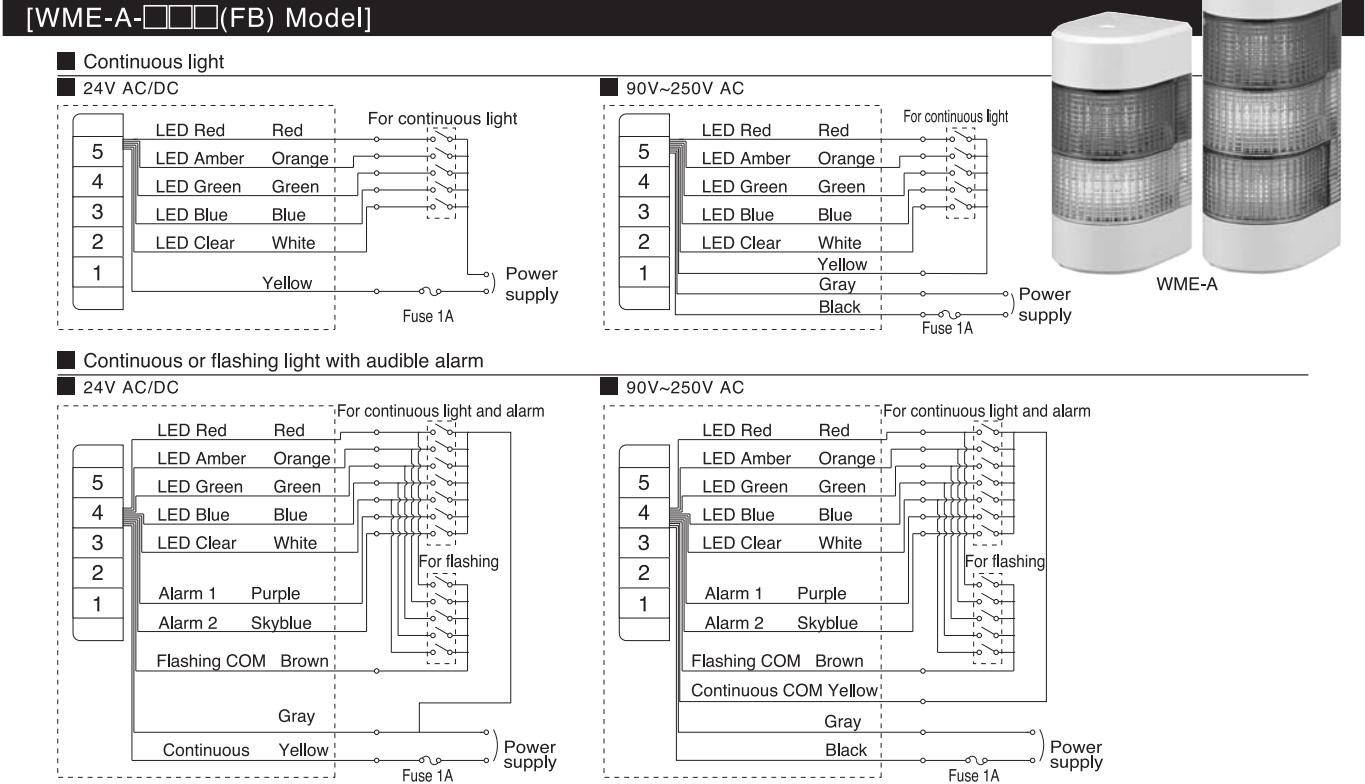 [WME-A-□□□(FB) Model]
■ Continuous light
■ 24V AC/DC
For continuous light
LED Red Red
LED Amber Orange
LED Green Green
LED Blue Blue
LED Clear White
Yellow
5
4
3
2
1
Power
supply
Fuse 1A
■ 90V~250V AC
For continuous light
LED Red Red
LED Amber Orange
LED Green Green
LED Blue Blue
LED Clear White
Yellow
Gray
Black
5
4
3
2
1
Power
supply
Fuse 1A
WME-A
■ Continuous or flashing light with audible alarm
■ 24V AC/DC
For continuous light and alarm
LED Red Red
LED Amber Orange
LED Green Green
LED Blue Blue
LED Clear White
For flashing
Alarm 1 Purple
Alarm 2 Skyblue
Flashing COM Brown
Gray
Continuous Yellow
5
4
3
2
1
Power
supply
Fuse 1A
■ 90V~250V AC
For continuous light and alarm
LED Red Red
LED Amber Orange
LED Green Green
LED Blue Blue
LED Clear White
For flashing
Alarm 1 Purple
Alarm 2 Skyblue
Flashing COM Brown
Continuous COM Yellow
Gray
Black
5
4
3
2
1
Power
supply
Fuse 1A